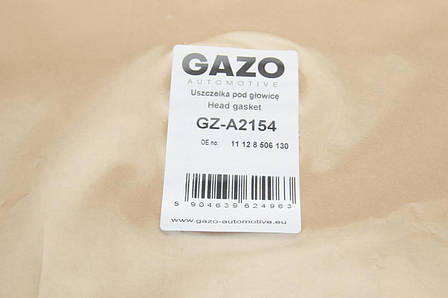 GAZO
AUTOMOTIVE
Uszczelka pod głowicę
Head gasket
GZ-A2154
OE no: 11 12 8 506 130
5 904639 624963
www.gazo-automotive.eu